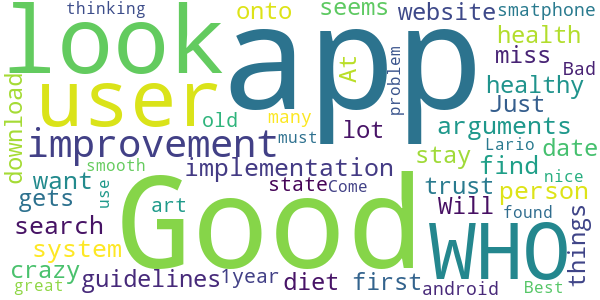 thinking
onto
seems
website
smatphone
look
app
health
user
At
problem
miss
Bad
healthy
download
old
many
Just
improvement
lot
must
arguments
smooth
implementation
stay
Lario
find
date
want
use
state
Come
trust
nice
gets
art
Good
Will
person
search
WHO
found
things
system
crazy
guidelines
1year
diet
first
android
Best
great